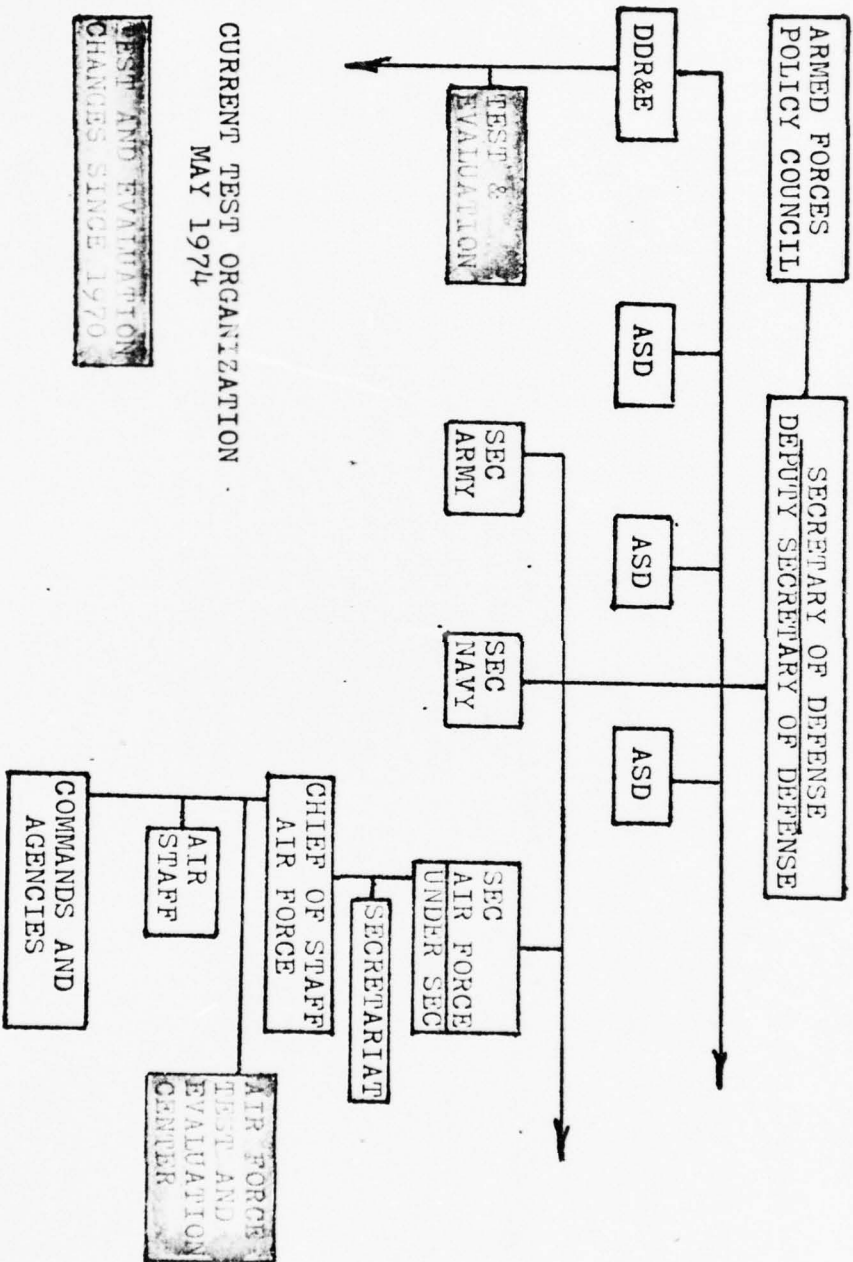 ARMED FORCES
POLICY COUNCIL
SECRETARY OF DEFENSE
DEPUTY SECRETARY OF DEFENSE
DDR&E
ASD
ASD
ASD
TEST &
EVALUATION
SEC
ARMY
SEC
NAVY
SEC
AIR FORCE
UNDER SEC
SECRETARIAT
CHIEF OF STAFF
AIR FORCE
AIR
STAFF
AIR FORCE
TEST AND
EVALUATION
CENTER
COMMANDS AND
AGENCIES
CURRENT TEST ORGANIZATION
MAY 1974
TEST AND EVALUATION
CHANGES SINCE 1970